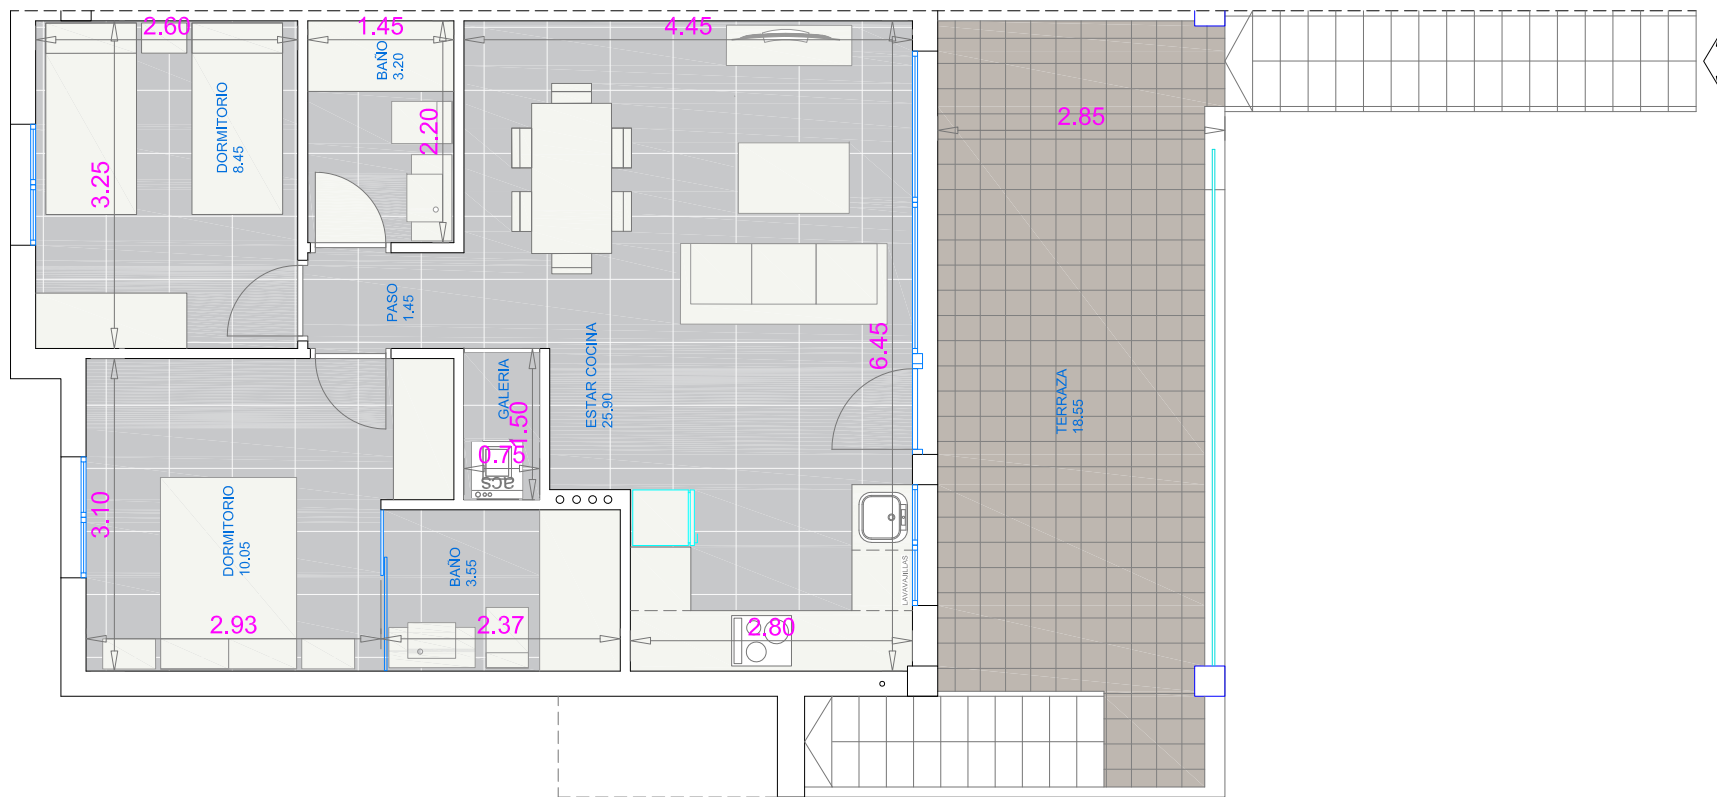 2.60
1.45
4.45
BAÑO
3.20
DORMITORIO
8.45
2.20
2.85
3.25
PASO
1.45
ESTAR COCINA
25.90
6.45
GALERIA
1.50
0.75
acs
TERRAZA
18.55
3.10
DORMITORIO
10.05
BAÑO
3.55
LAVAVAJILLAS
2.93
2.37
2.80